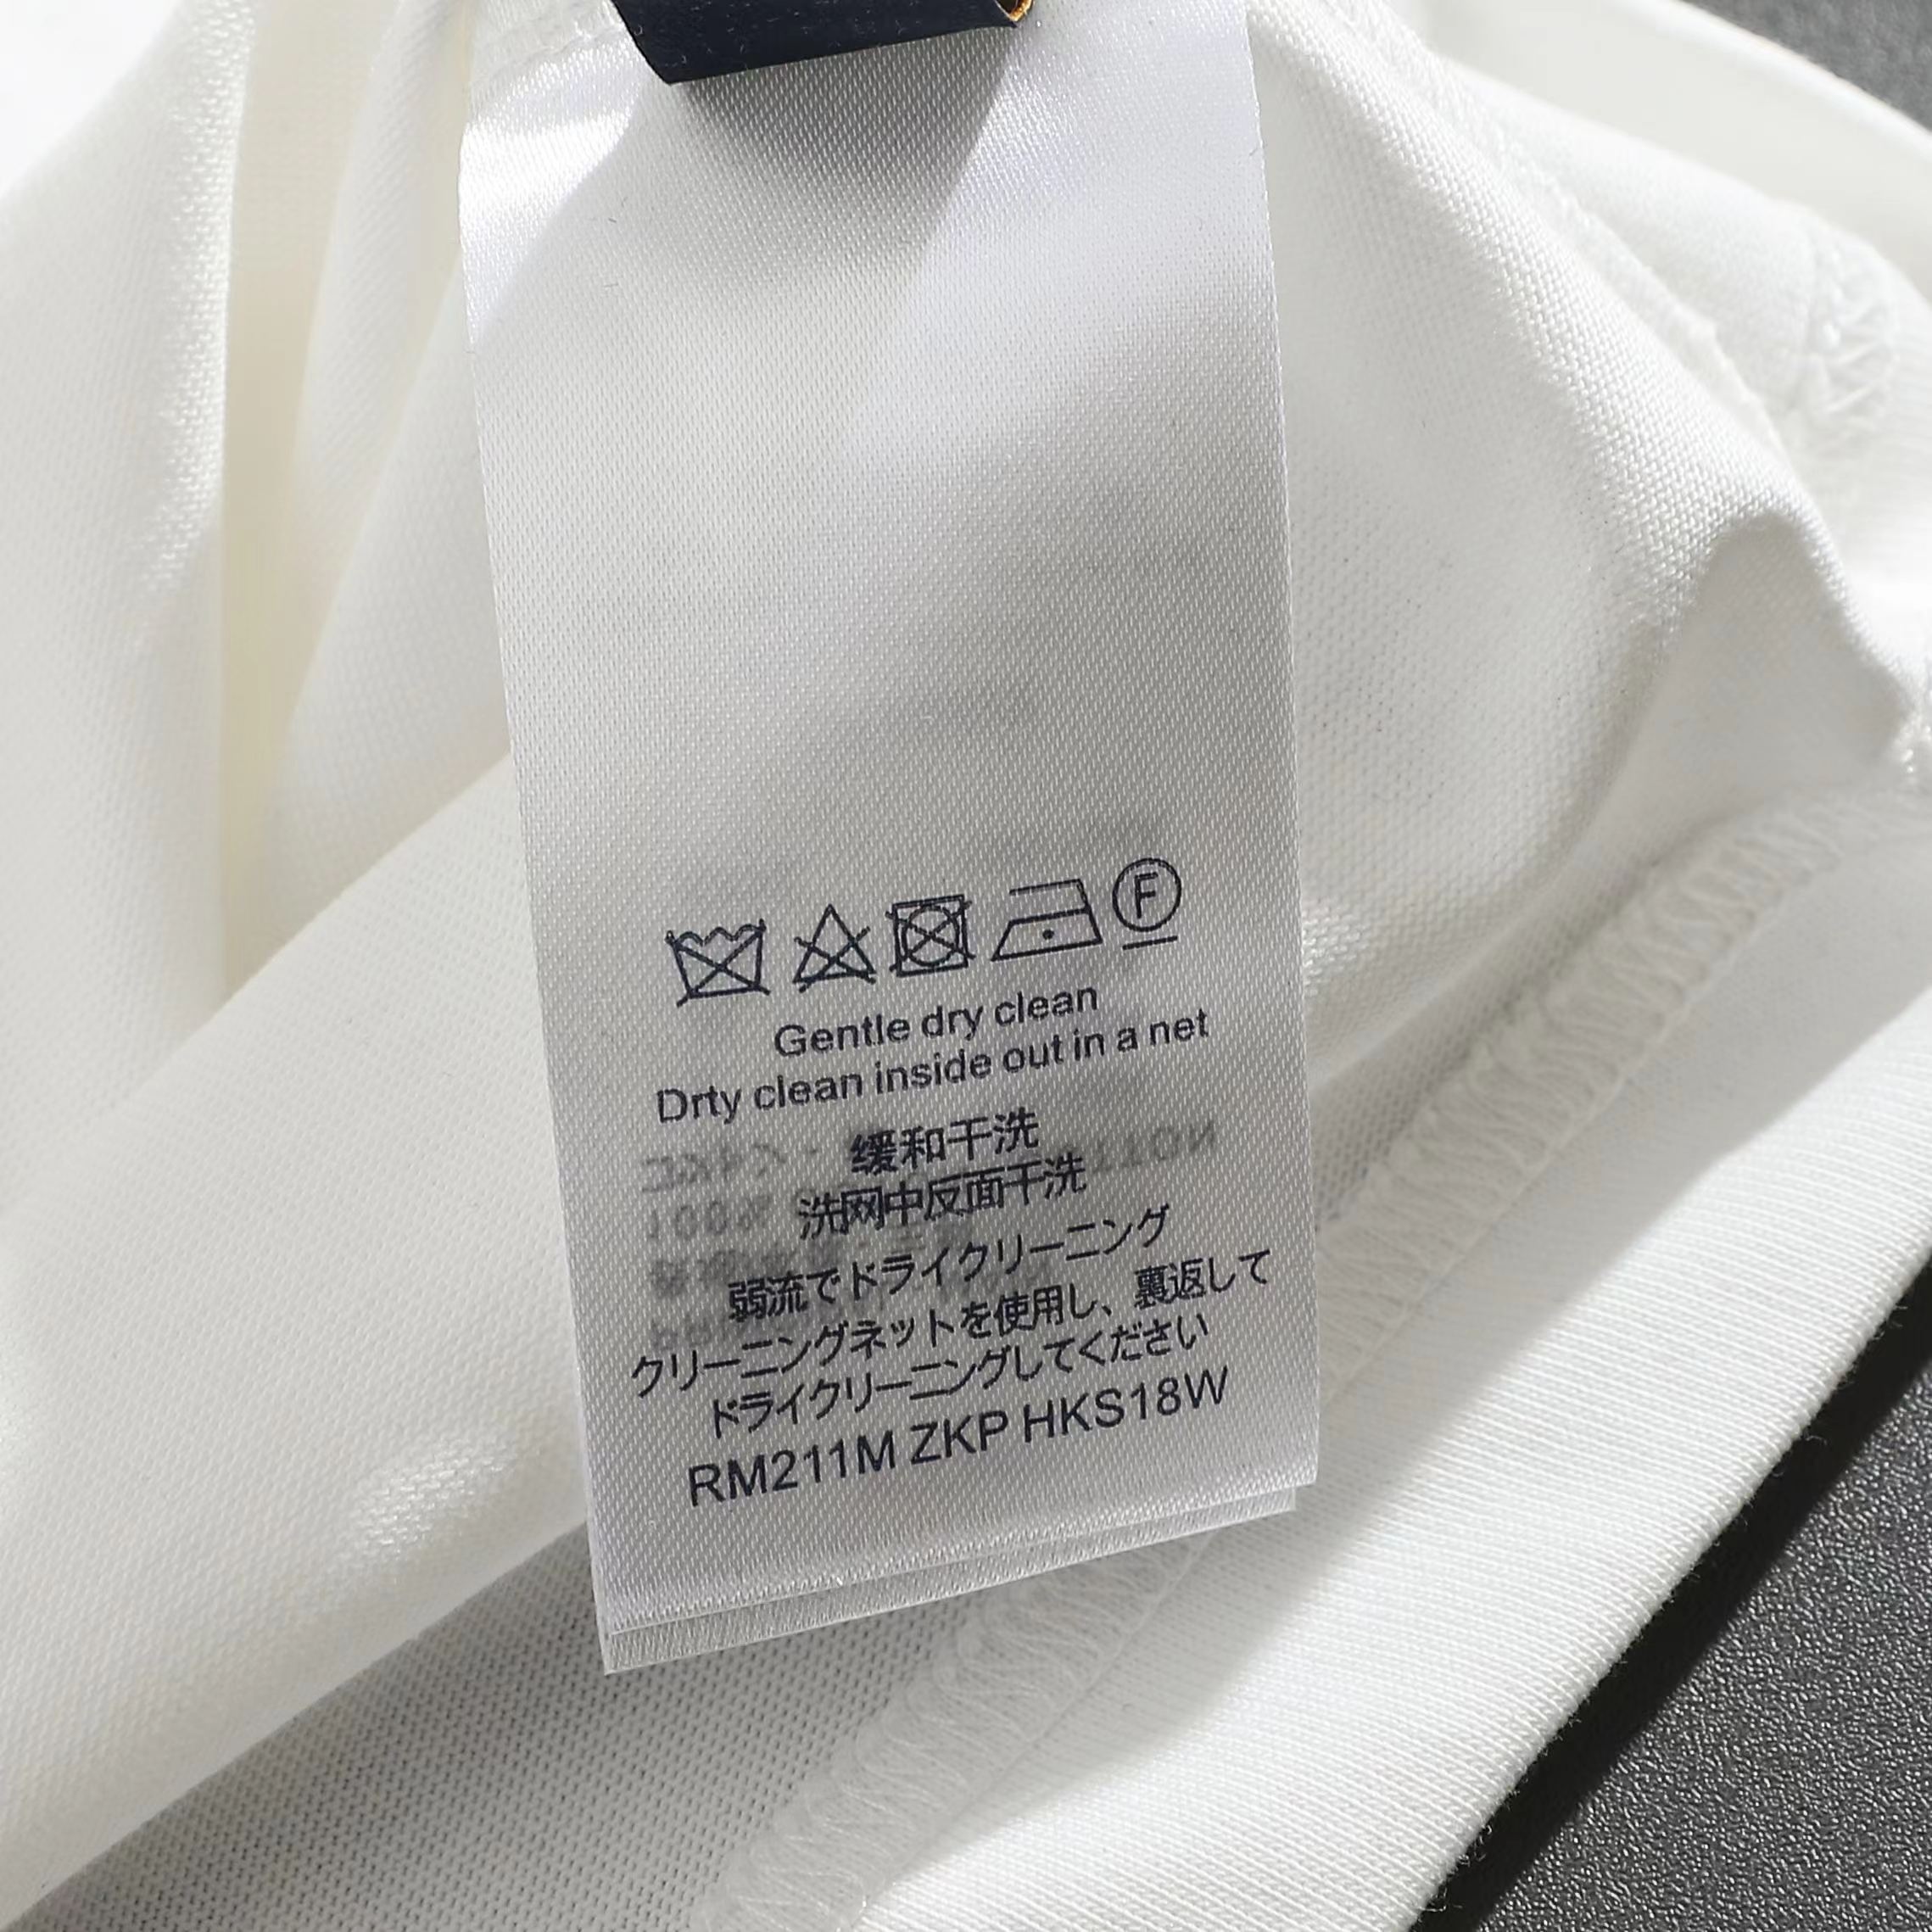 F
Gentle dry clean
Drty clean inside out in a net
缓和干洗
洗网中反面干洗
弱流でドライクリーニング
クリーニングネットを使用し、裏返して
ドライクリーニングしてください
RM211M ZKP HKS18W